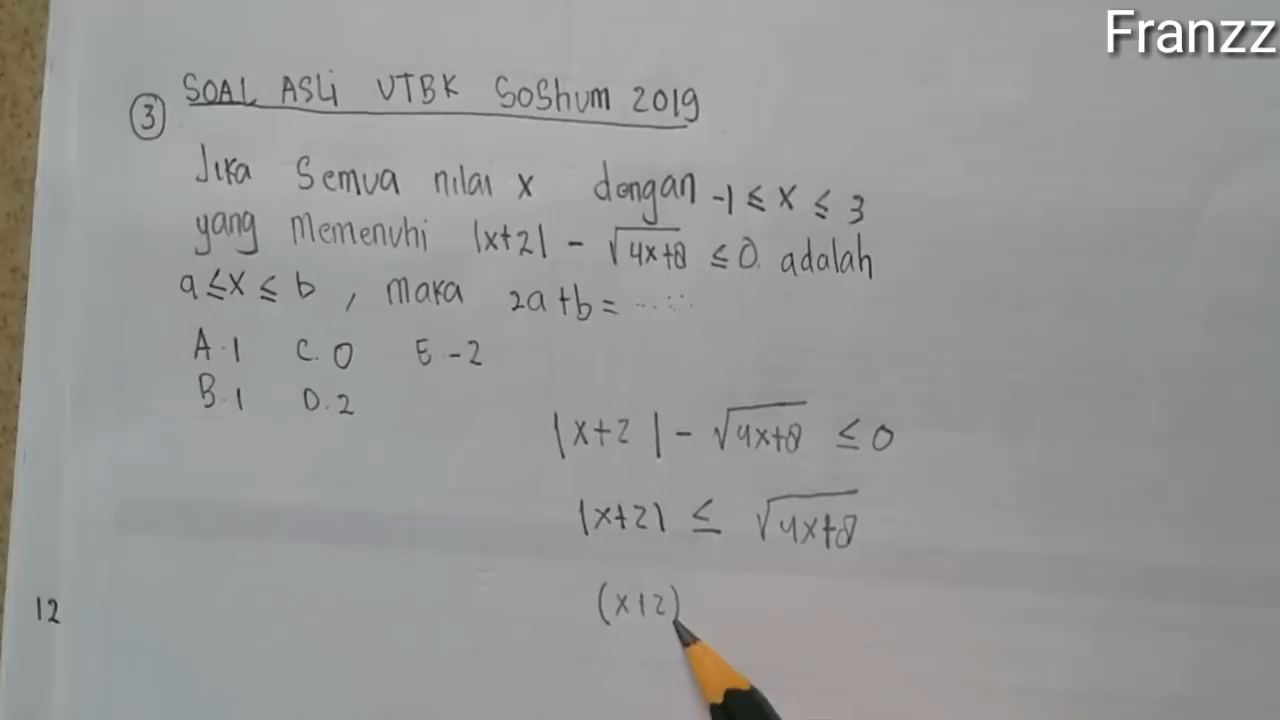 Franzz
SOAL ASLi UTBK SoShum 2019
③ Jika Semua nilai x dengan -1 ≤ x ≤ 3
yang memenuhi |x+2| - √4x+8 ≤ 0. adalah
a ≤ x ≤ b , maka 2a+b = ......
A. 1 C. 0 E. -2
B. 1 D. 2
|x+2| - √4x+8 ≤ 0
|x+2| ≤ √4x+8
(x+2)
12